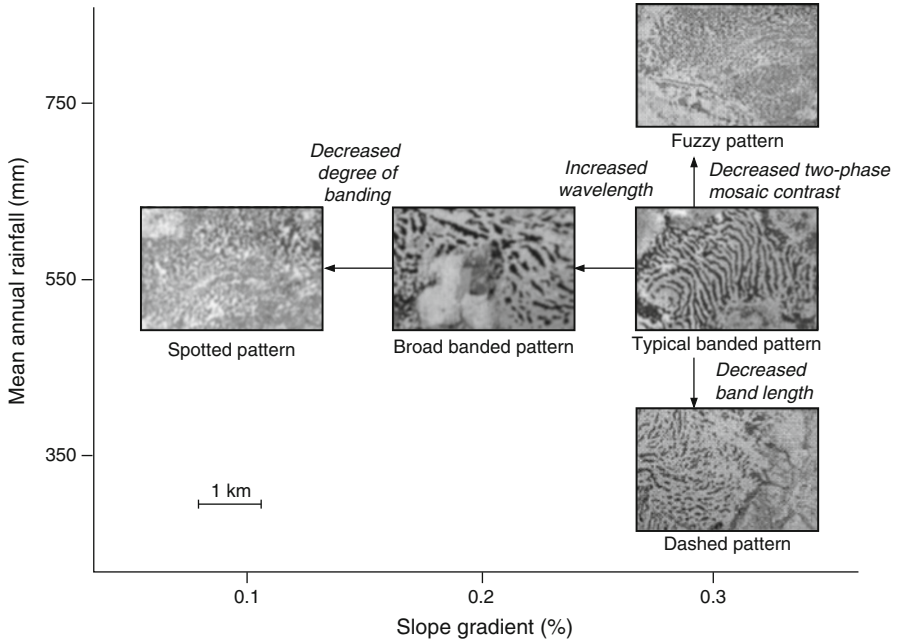 Mean annual rainfall (mm)
750
550
350
Fuzzy pattern
Decreased
degree of
banding
Increased
wavelength
Decreased two-phase
mosaic contrast
Spotted pattern
Broad banded pattern
Typical banded pattern
Decreased
band length
1 km
Dashed pattern
0.1
0.2
0.3
Slope gradient (%)